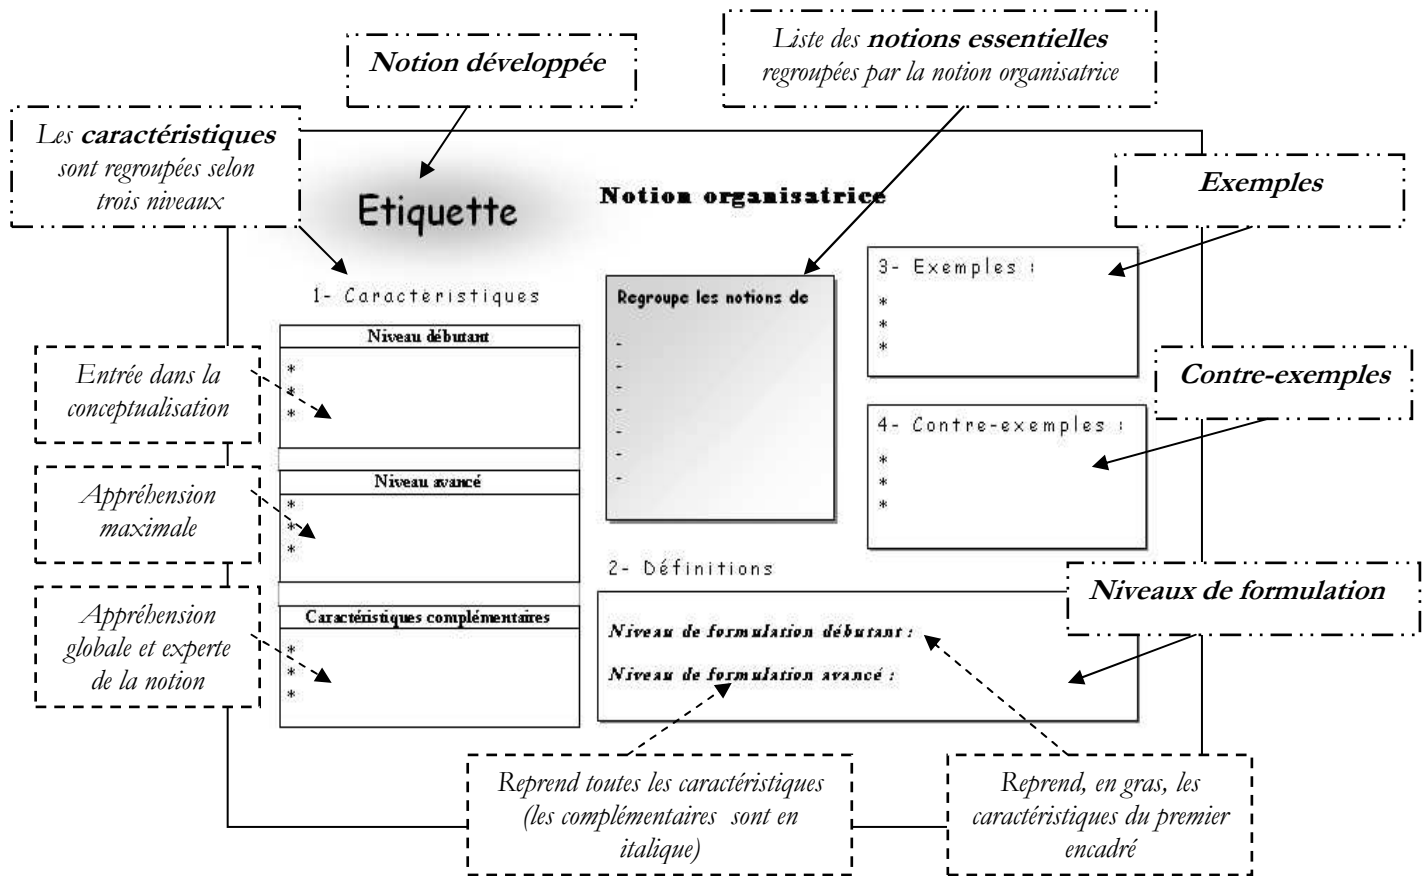 Notion développée
Liste des notions essentielles
regroupées par la notion organisatrice
Les caractéristiques
sont regroupées selon
trois niveaux
Etiquette
Notion organisatrice
Exemples
3- Exemples :
*
*
*
1- Caractéristiques
Regroupe les notions de
-
-
-
-
-
-
-
Niveau débutant
*
*
*
Entrée dans la
conceptualisation
Contre-exemples
4- Contre-exemples :
*
*
*
Niveau avancé
*
*
*
Appréhension
maximale
2- Définitions
Niveaux de formulation
Niveau de formulation débutant :
Niveau de formulation avancé :
Caractéristiques complémentaires
*
*
*
Appréhension
globale et experte
de la notion
Reprend toutes les caractéristiques
(les complémentaires sont en
italique)
Reprend, en gras, les
caractéristiques du premier
encadré